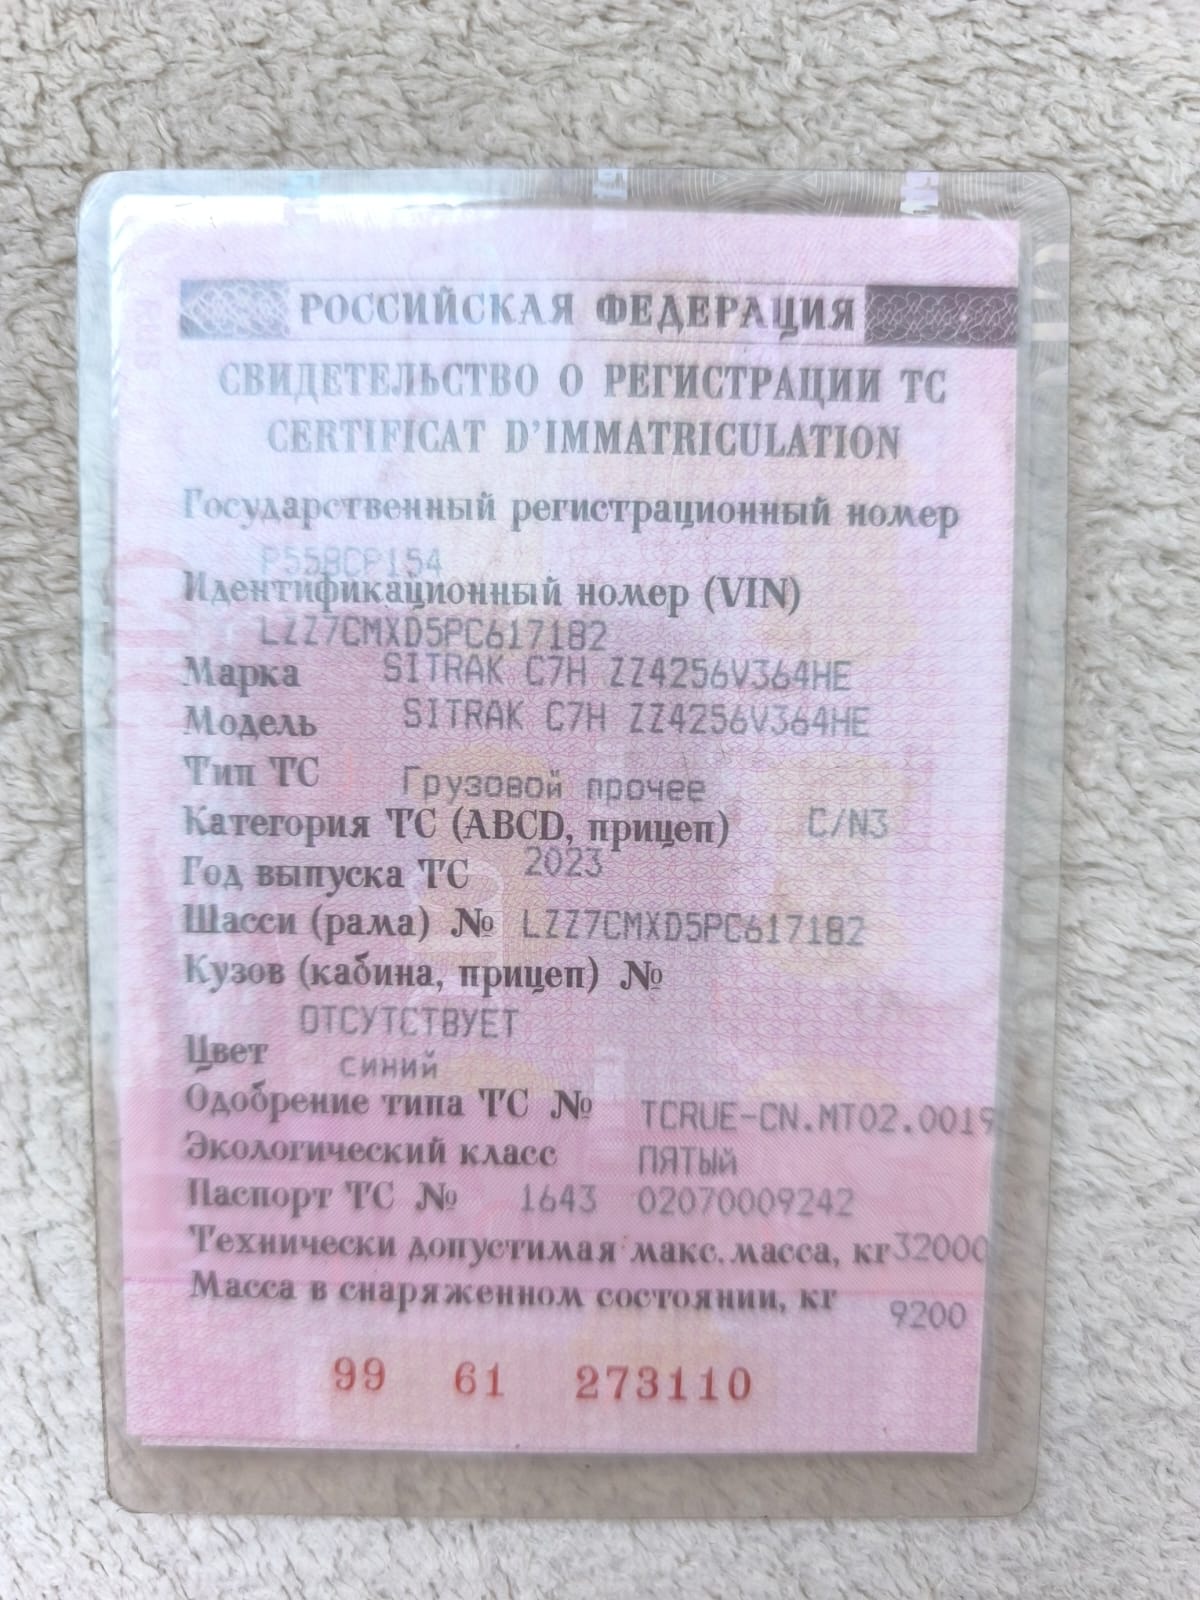 РОССИЙСКАЯ ФЕДЕРАЦИЯ
СВИДЕТЕЛЬСТВО О РЕГИСТРАЦИИ ТС
CERTIFICAT D'IMMATRICULATION
Государственный регистрационный номер
Р558СР154
Идентификационный номер (VIN)
LZZ7CMXD5PC617182
Марка SITRAK C7H ZZ4256V364HE
Модель SITRAK C7H ZZ4256V364HE
Тип ТС Грузовой прочее
Категория ТС (ABCD, прицеп) C/N3
Год выпуска ТС 2023
Шасси (рама) № LZZ7CMXD5PC617182
Кузов (кабина, прицеп) №
ОТСУТСТВУЕТ
Цвет синий
Одобрение типа ТС № TCRUE-CN.MT02.0019
Экологический класс ПЯТЫЙ
Паспорт ТС № 1643 02070009242
Технически допустимая макс. масса, кг 32000
Масса в снаряженном состоянии, кг 9200
99 61 273110